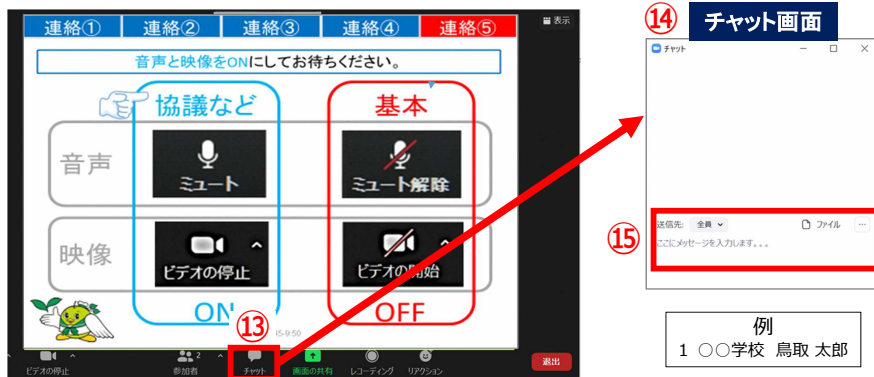 連絡①
連絡②
連絡③
連絡④
連絡⑤
表示
音声と映像をONにしてお待ちください。
協議など
基本
音声
ミュート
ミュート解除
映像
ビデオの停止
ビデオの開始
ON
OFF
15-9:50
⑬
ビデオの停止
参加者
2
チャット
画面の共有
レコーディング
リアクション
退出
⑭
チャット画面
チャット
⑮
送信先: 全員
ファイル
ここにメッセージを入力します。。。
例
1 ○○学校 鳥取 太郎